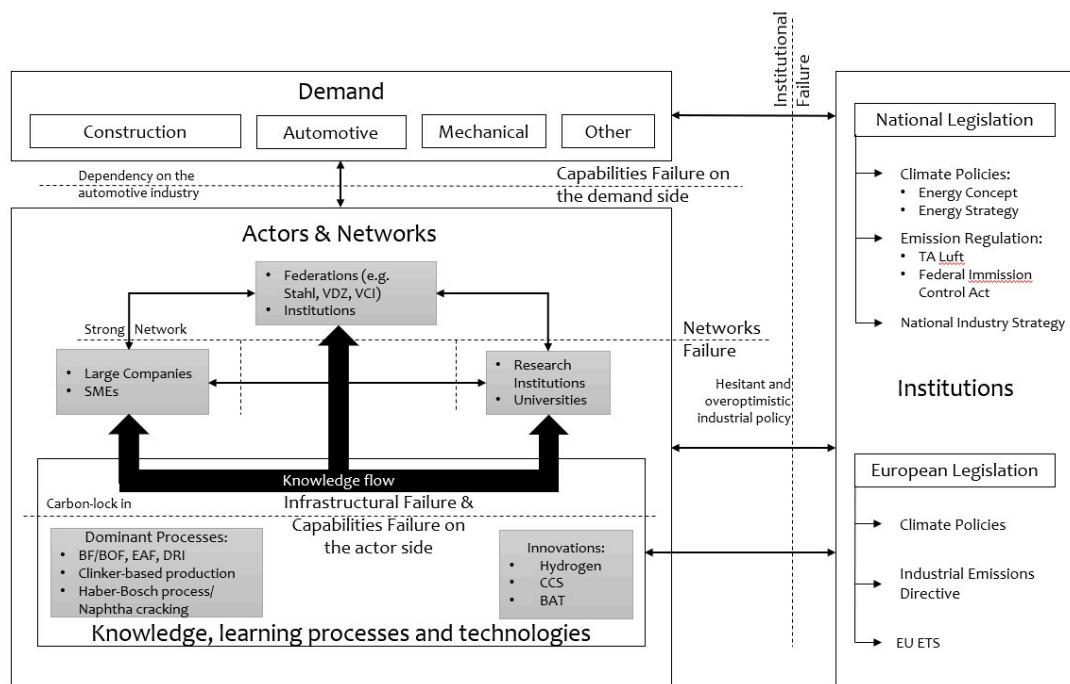 Institutional
Failure
Demand
Construction
Automotive
Mechanical
Other
Dependency on the
automotive industry
Capabilities Failure on
the demand side
Actors & Networks
• Federations (e.g.
Stahl, VDZ, VCI)
• Institutions
Strong Network
Networks
Failure
• Large Companies
• SMEs
• Research
Institutions
• Universities
Hesitant and
overoptimistic
industrial policy
Knowledge flow
Carbon-lock in
Infrastructural Failure &
Capabilities Failure on
the actor side
Dominant Processes:
• BF/BOF, EAF, DRI
• Clinker-based production
• Haber-Bosch process/
Naphtha cracking
Innovations:
• Hydrogen
• CCS
• BAT
Knowledge, learning processes and technologies
National Legislation
Climate Policies:
• Energy Concept
• Energy Strategy
Emission Regulation:
• TA Luft
• Federal Immission
Control Act
National Industry Strategy
Institutions
European Legislation
Climate Policies
Industrial Emissions
Directive
EU ETS